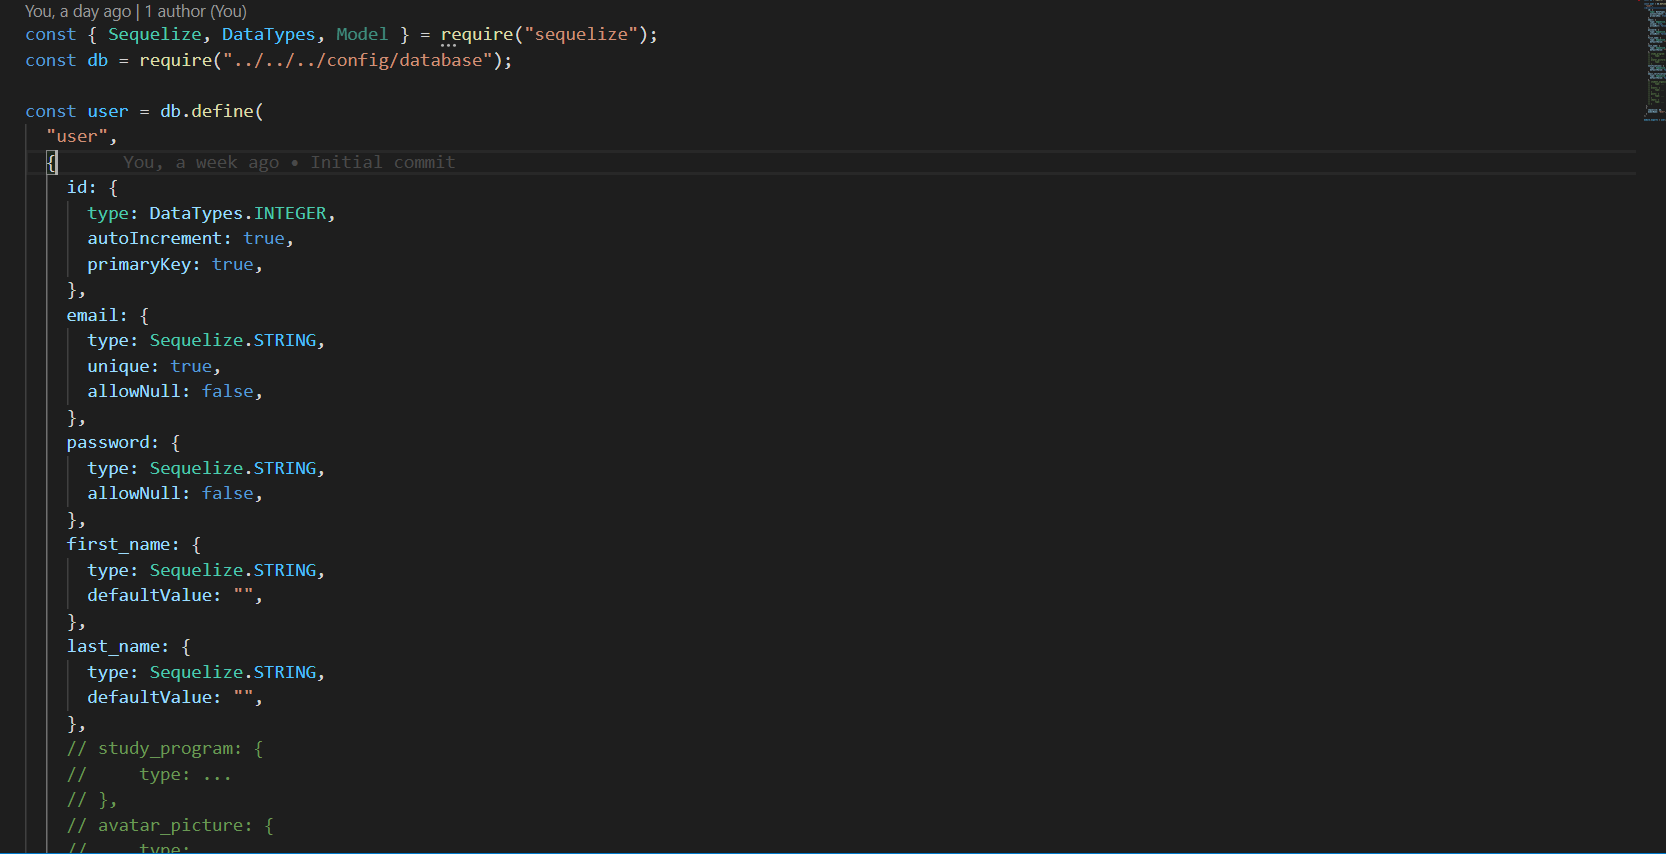 You, a day ago | 1 author (You)
const { Sequelize, DataTypes, Model } = require("sequelize");
const db = require("../../../config/database");
const user = db.define(
"user",
{ You, a week ago • Initial commit
id: {
type: DataTypes.INTEGER,
autoIncrement: true,
primaryKey: true,
},
email: {
type: Sequelize.STRING,
unique: true,
allowNull: false,
},
password: {
type: Sequelize.STRING,
allowNull: false,
},
first_name: {
type: Sequelize.STRING,
defaultValue: "",
},
last_name: {
type: Sequelize.STRING,
defaultValue: "",
},
// study_program: {
// type: ...
// },
// avatar_picture: {
// type: